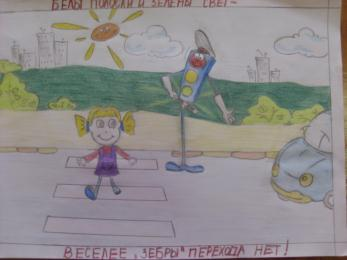 БЕЛЫ ПОЛОСКИ И ЗЕЛЕНЫ СВЕТ –
ВЕСЕЛЕЕ „ЗЕБРЫ" ПЕРЕХОДА НЕТ!